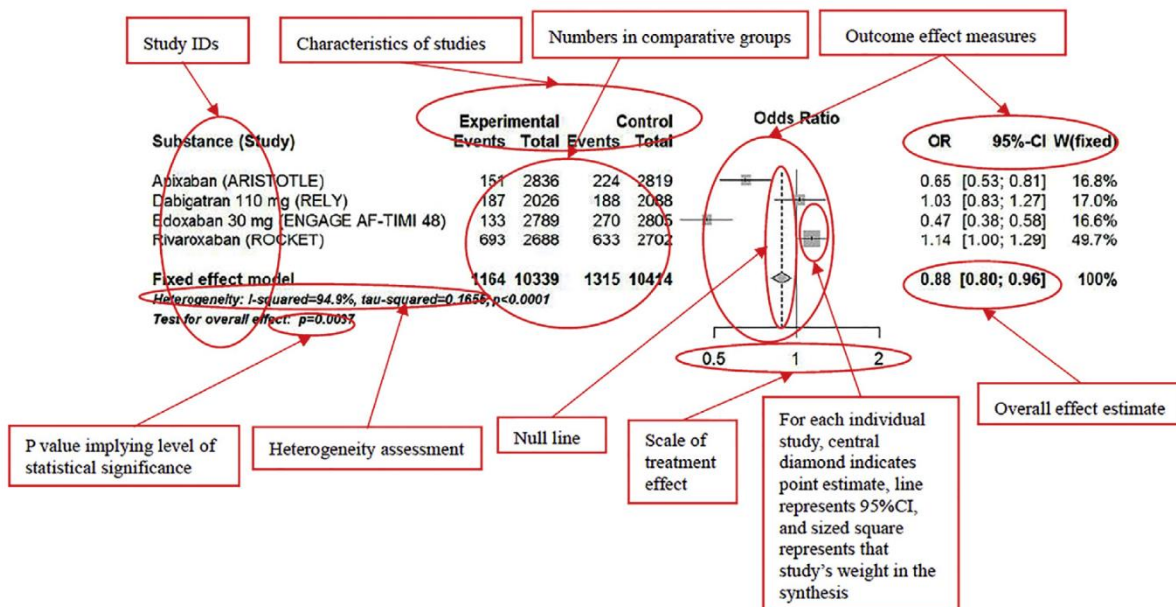 Study IDs
Characteristics of studies
Numbers in comparative groups
Outcome effect measures
Experimental Control Odds Ratio
Substance (Study) Events Total Events Total OR 95%-CI W(fixed)
Apixaban (ARISTOTLE) 151 2836 224 2819 0.65 [0.53; 0.81] 16.8%
Dabigatran 110 mg (RELY) 187 2026 188 2088 1.03 [0.83; 1.27] 17.0%
Edoxaban 30 mg (ENGAGE AF-TIMI 48) 133 2789 270 2805 0.47 [0.38; 0.58] 16.6%
Rivaroxaban (ROCKET) 693 2688 633 2702 1.14 [1.00; 1.29] 49.7%
Fixed effect model 1164 10339 1315 10414 0.88 [0.80; 0.96] 100%
Heterogeneity: I-squared=94.9%, tau-squared=0.1656, p<0.0001
Test for overall effect: p=0.0037
0.5 1 2
P value implying level of
statistical significance
Heterogeneity assessment
Null line
Scale of
treatment
effect
For each individual
study, central
diamond indicates
point estimate, line
represents 95%CI,
and sized square
represents that
study's weight in the
synthesis
Overall effect estimate